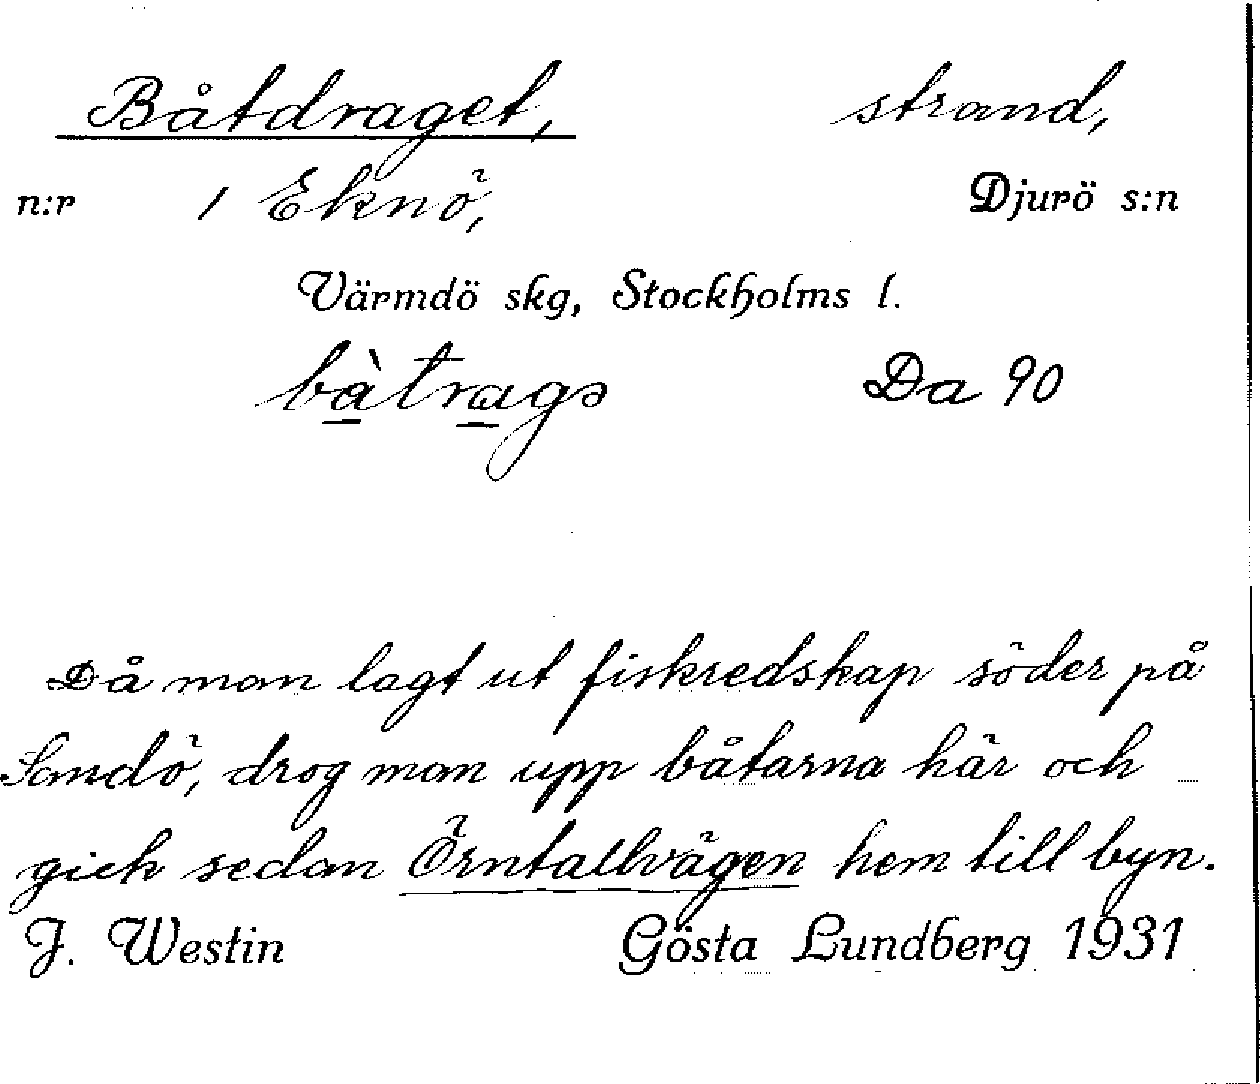 Båtdraget, strand,
n:r 1 Eknö, Djurö s:n
Värmdö skg, Stockholms l.
bàtrags Da 90
Då man lagt ut fiskredskap söder på
Sandö, drog man upp båtarna här och
gick sedan Örntallvägen hem till byn.
J. Westin Gösta Lundberg 1931